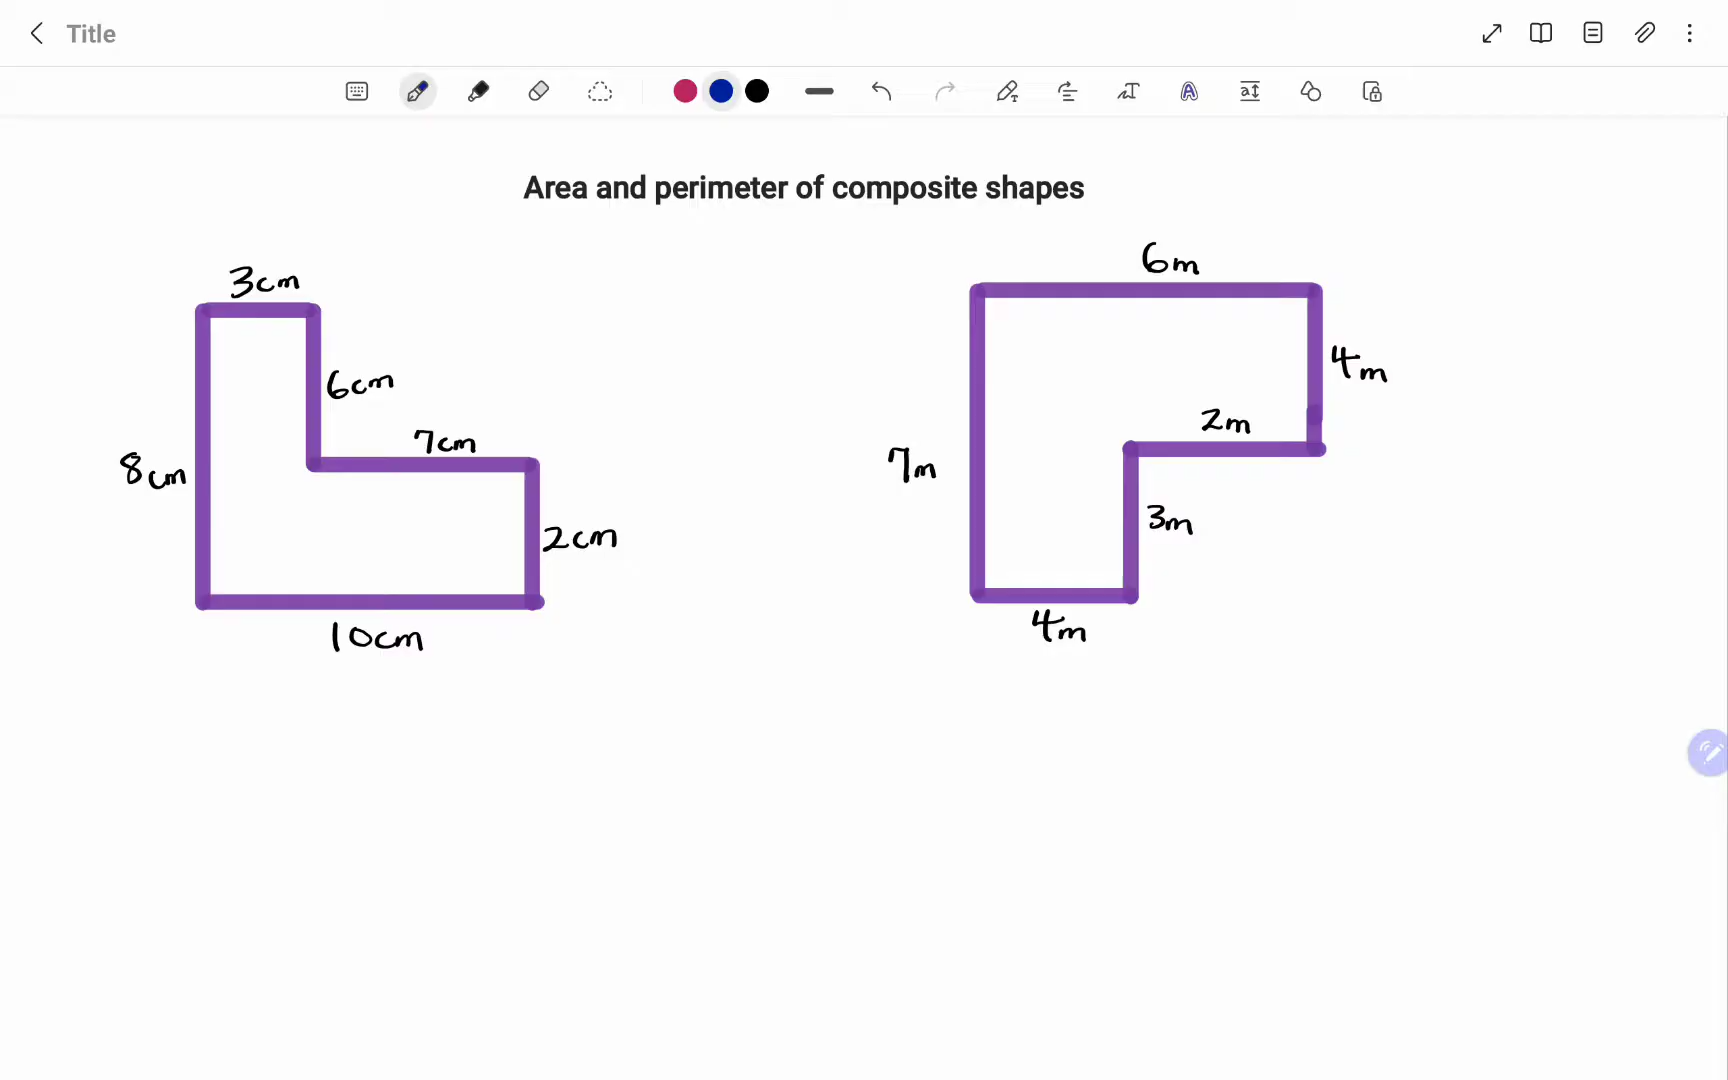 Title
Area and perimeter of composite shapes
3cm
6cm
7cm
8cm
2cm
10cm
6m
4m
2m
7m
3m
4m